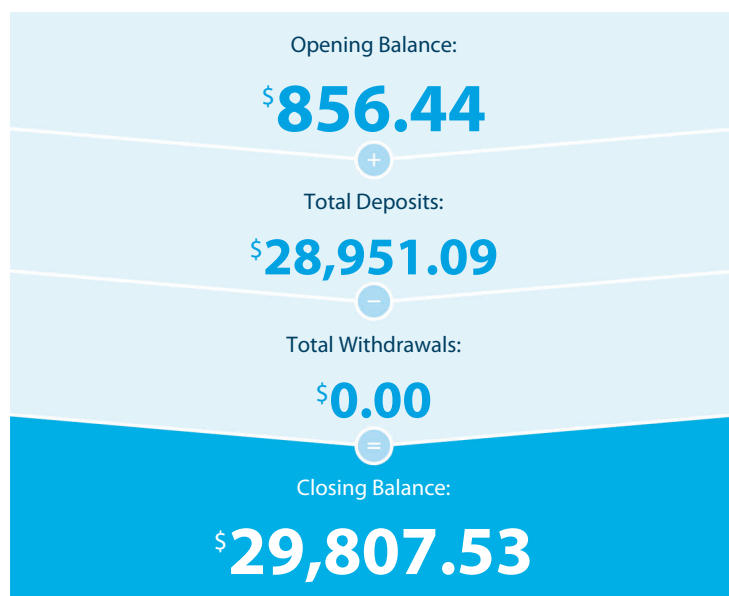 Opening Balance:
$856.44
+
Total Deposits:
$28,951.09
−
Total Withdrawals:
$0.00
=
Closing Balance:
$29,807.53